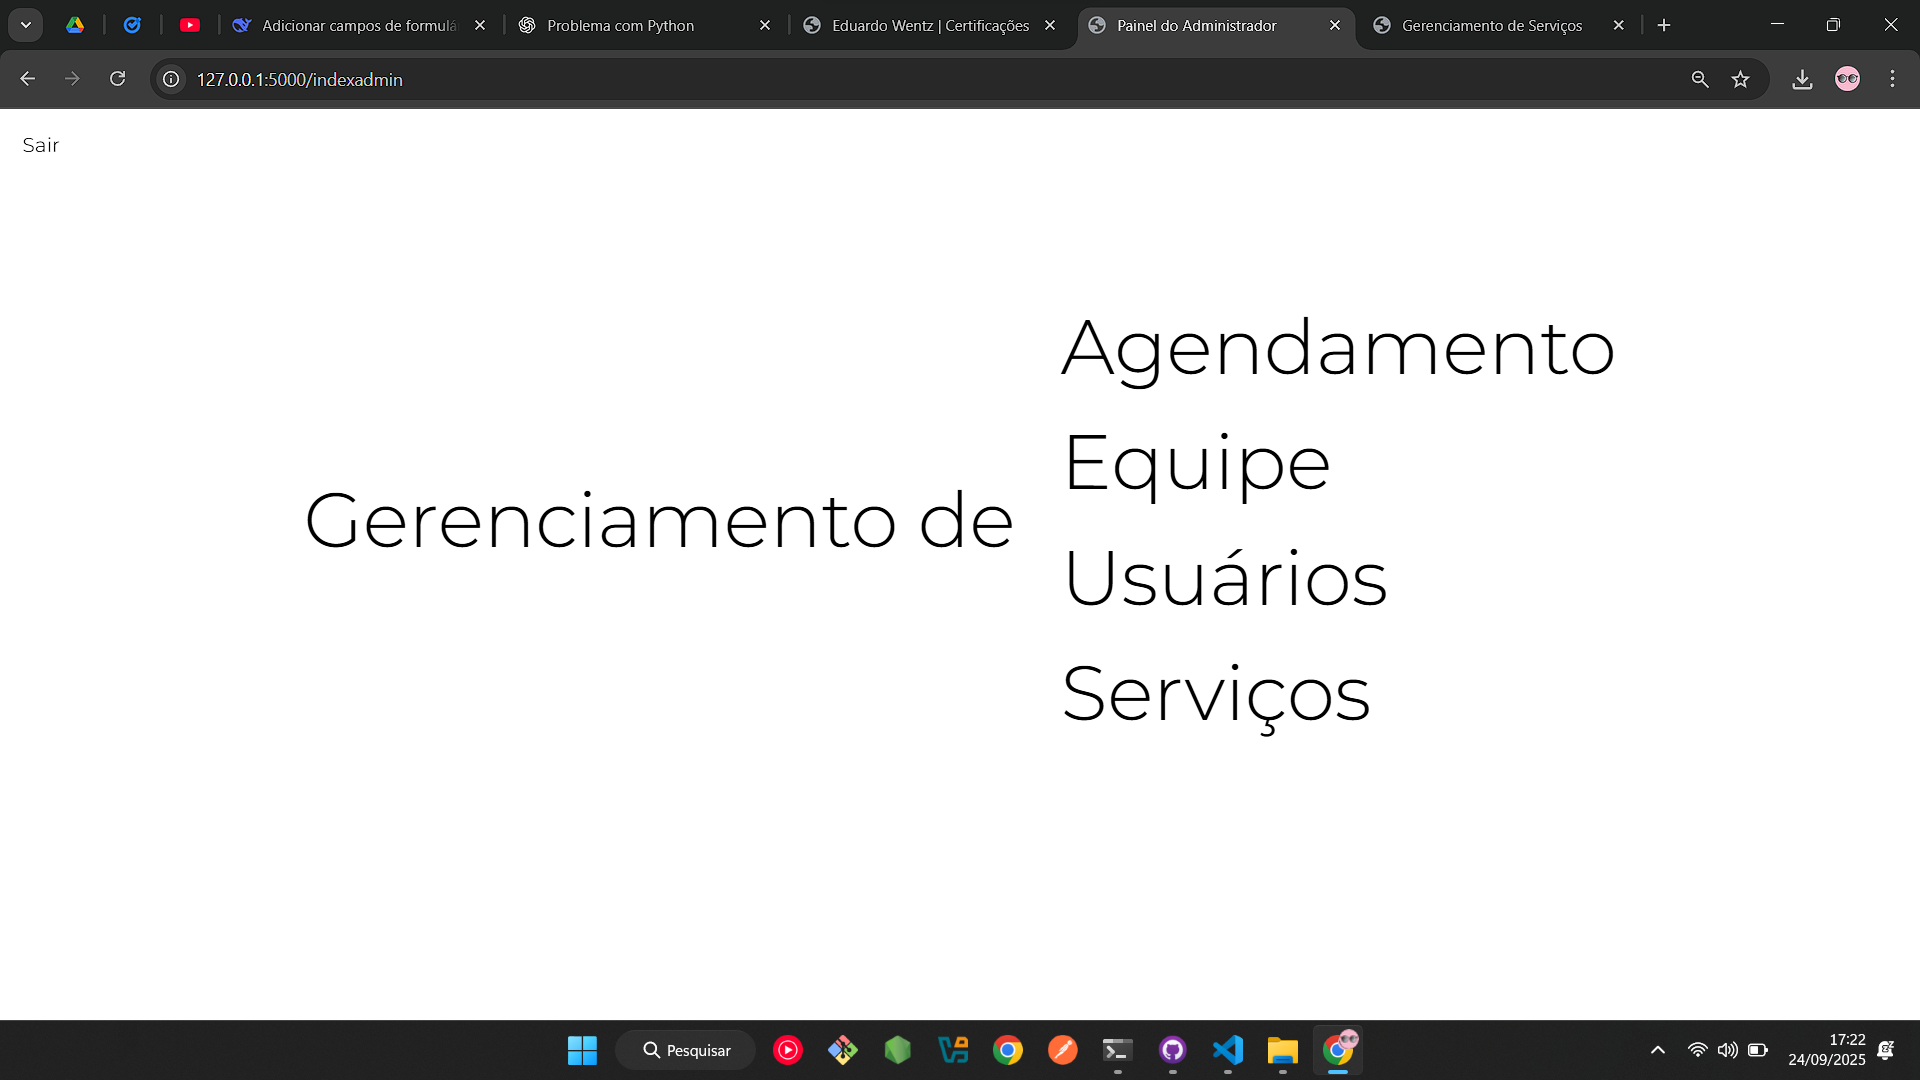 Adicionar campos de formulá
Problema com Python
Eduardo Wentz | Certificações
Painel do Administrador
Gerenciamento de Serviços
127.0.0.1:5000/indexadmin
Sair
Gerenciamento de
Agendamento
Equipe
Usuários
Serviços
Pesquisar
17:22
24/09/2025